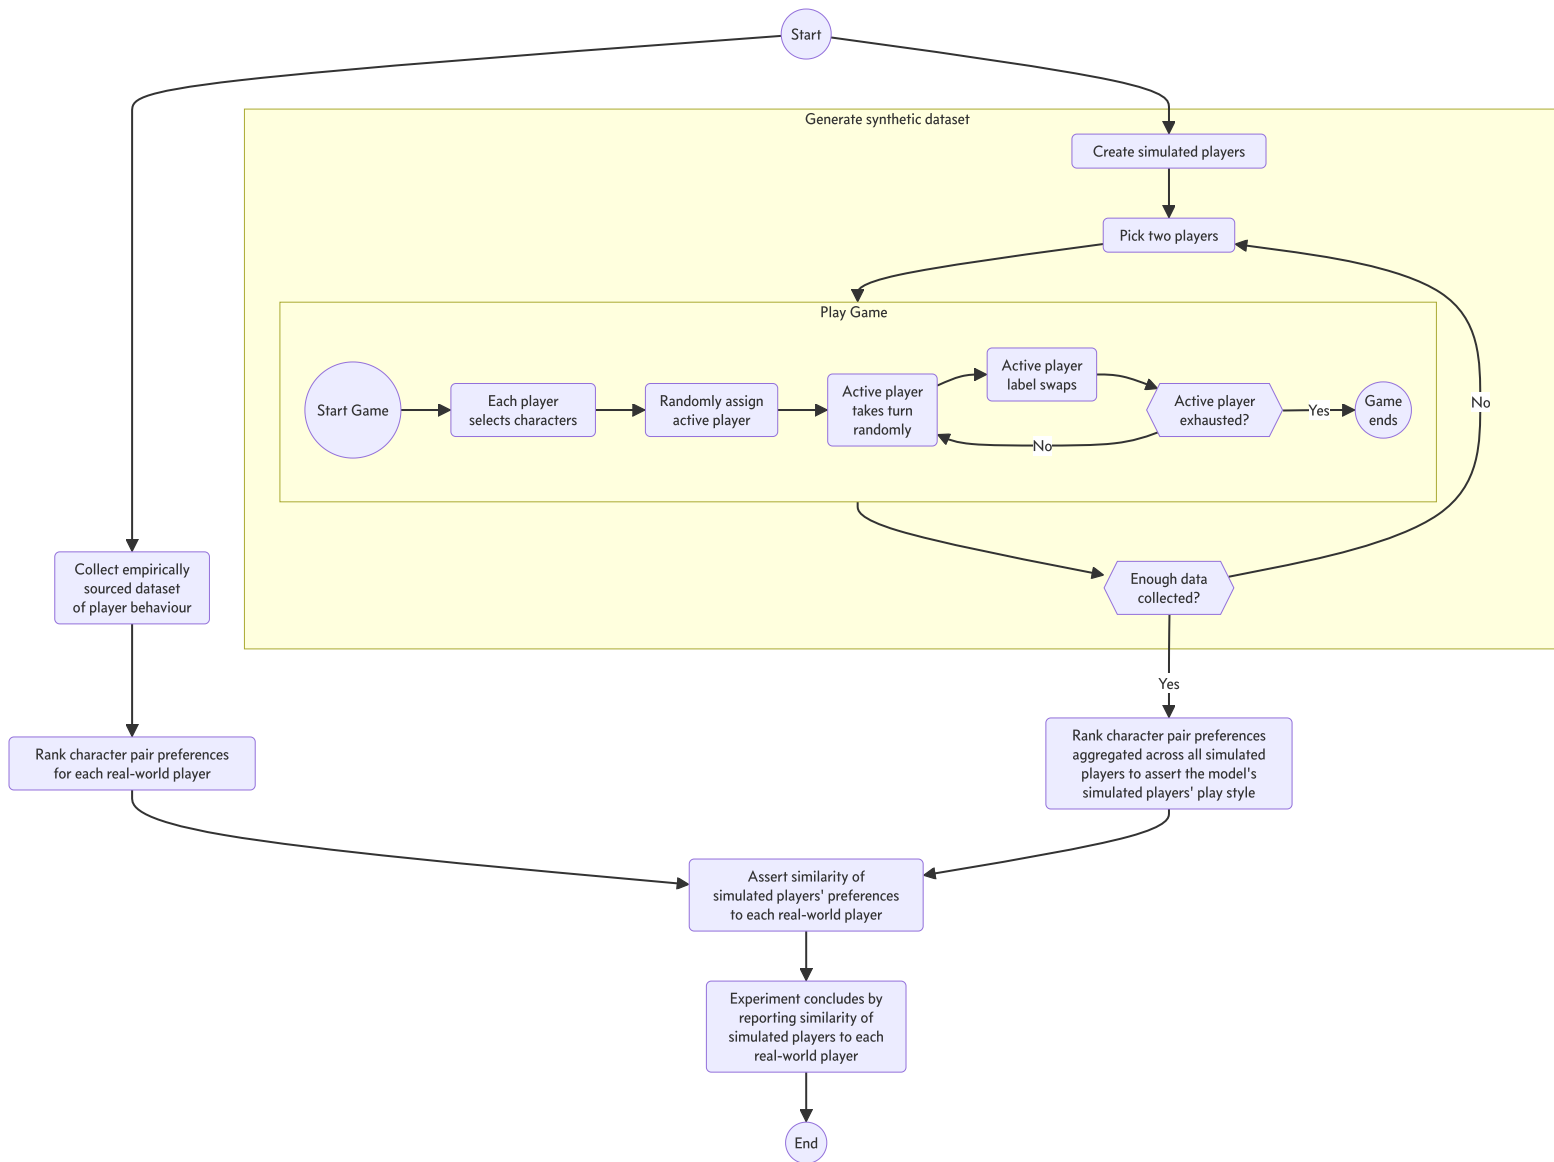 Start
Generate synthetic dataset
Create simulated players
Pick two players
Play Game
Start Game
Each player
selects characters
Randomly assign
active player
Active player
takes turn
randomly
Active player
label swaps
Active player
exhausted?
Yes
Game
ends
No
No
Enough data
collected?
Yes
Collect empirically
sourced dataset
of player behaviour
Rank character pair preferences
for each real-world player
Rank character pair preferences
aggregated across all simulated
players to assert the model's
simulated players' play style
Assert similarity of
simulated players' preferences
to each real-world player
Experiment concludes by
reporting similarity of
simulated players to each
real-world player
End